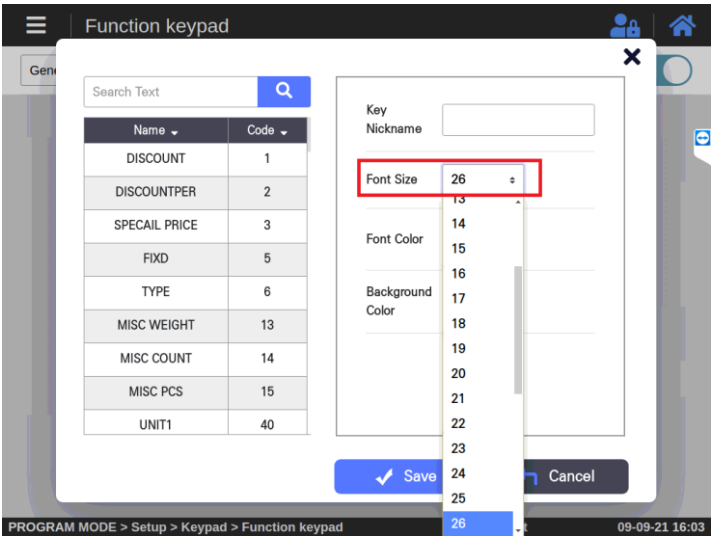 Function keypad
Gene
Search Text
Name Code
DISCOUNT 1
DISCOUNTPER 2
SPECAIL PRICE 3
FIXD 5
TYPE 6
MISC WEIGHT 13
MISC COUNT 14
MISC PCS 15
UNIT1 40
Key
Nickname
Font Size 26
Font Color
Background
Color
13
14
15
16
17
18
19
20
21
22
23
24
25
26
Save Cancel
PROGRAM MODE > Setup > Keypad > Function keypad
09-09-21 16:03